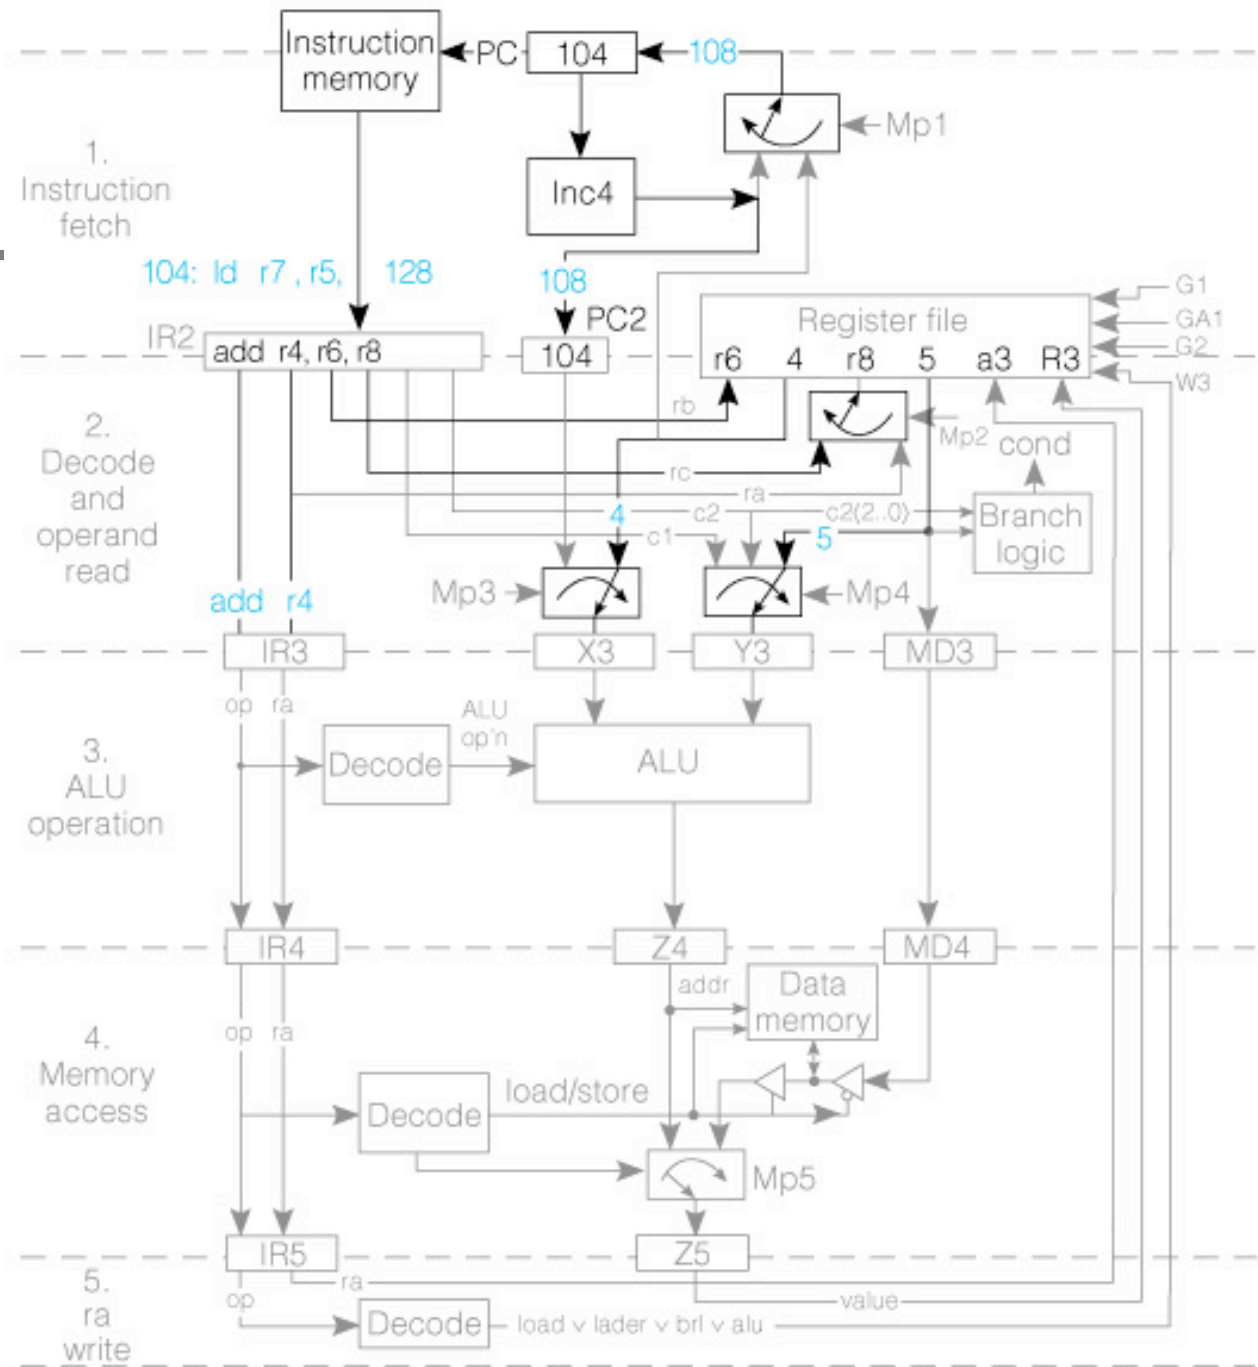 Instruction
memory
PC
104
108
Mp1
1.
Instruction
fetch
Inc4
104: ld r7 , r5, 128
108
G1
IR2
add r4, r6, r8
PC2
104
Register file
GA1
G2
r6 4 r8 5 a3 R3
W3
rb
2.
Decode
and
operand
read
Mp2
cond
rc
ra
4
c2
c2(2..0)
Branch
logic
c1
5
Mp3
Mp4
add r4
IR3
X3
Y3
MD3
op ra
ALU
op'n
3.
ALU
operation
Decode
ALU
IR4
Z4
MD4
addr
Data
memory
op ra
4.
Memory
access
load/store
Decode
Mp5
IR5
Z5
5.
ra
write
ra
op
value
Decode
load v lader v brl v alu